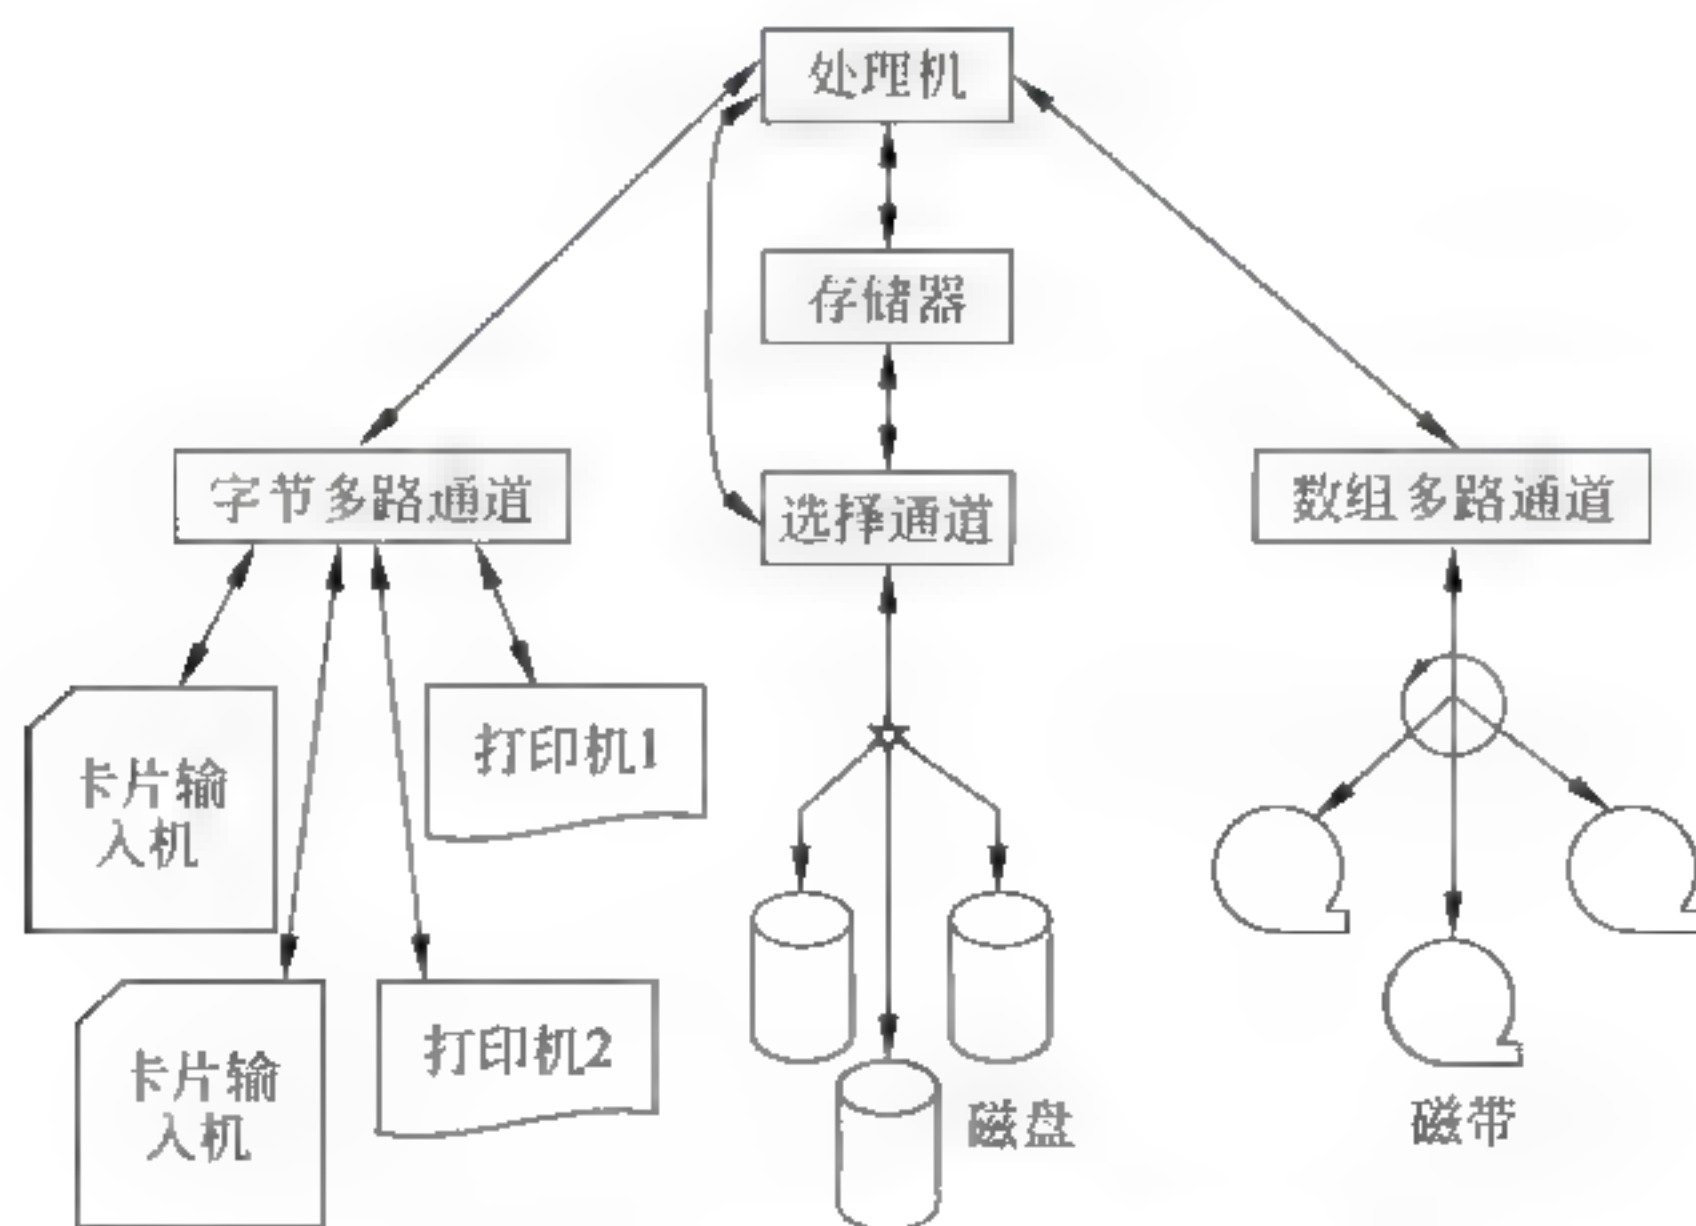 处理机
存储器
字节多路通道
选择通道
数组多路通道
卡片输
入机
打印机1
卡片输
入机
打印机2
磁盘
磁带